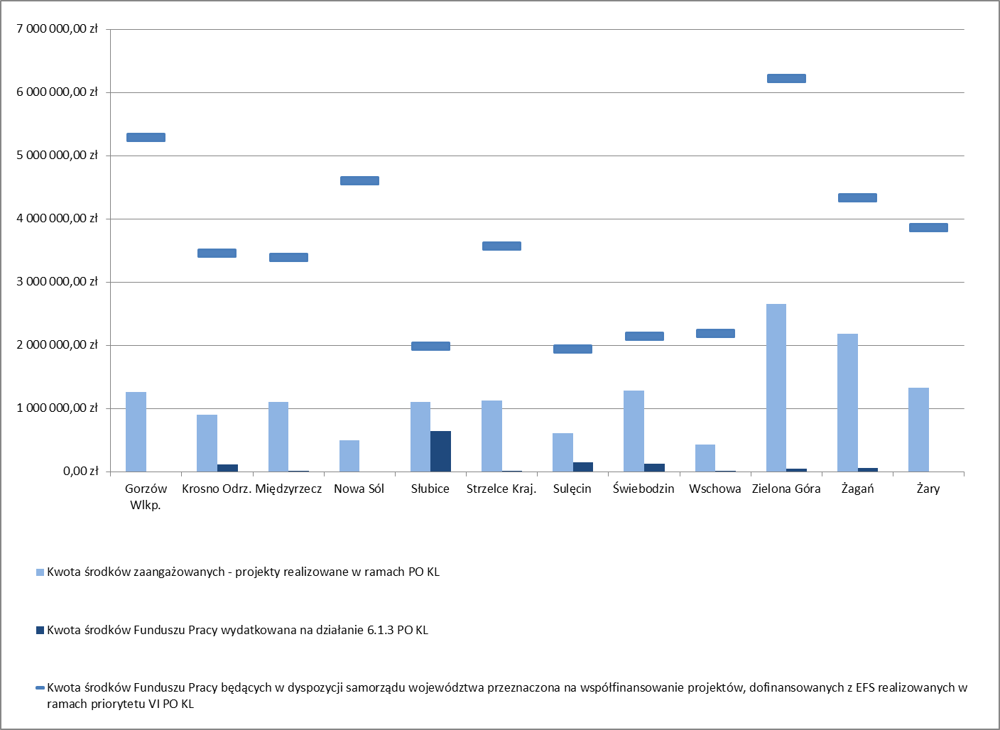 7 000 000,00 zł
6 000 000,00 zł
5 000 000,00 zł
4 000 000,00 zł
3 000 000,00 zł
2 000 000,00 zł
1 000 000,00 zł
0,00 zł
Gorzów Wlkp.
Krosno Odrz.
Międzyrzecz
Nowa Sól
Słubice
Strzelce Kraj.
Sulęcin
Świebodzin
Wschowa
Zielona Góra
Żagań
Żary
Kwota środków zaangażowanych - projekty realizowane w ramach PO KL
Kwota środków Funduszu Pracy wydatkowana na działanie 6.1.3 PO KL
Kwota środków Funduszu Pracy będących w dyspozycji samorządu województwa przeznaczona na współfinansowanie projektów, dofinansowanych z EFS realizowanych w
ramach priorytetu VI PO KL